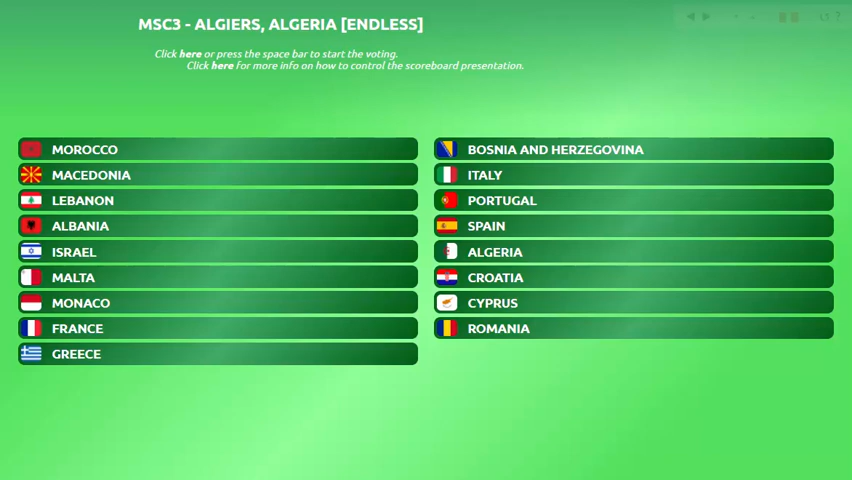 MSC3 - ALGIERS, ALGERIA [ENDLESS]
Click here or press the space bar to start the voting.
Click here for more info on how to control the scoreboard presentation.
MOROCCO
MACEDONIA
LEBANON
ALBANIA
ISRAEL
MALTA
MONACO
FRANCE
GREECE
BOSNIA AND HERZEGOVINA
ITALY
PORTUGAL
SPAIN
ALGERIA
CROATIA
CYPRUS
ROMANIA